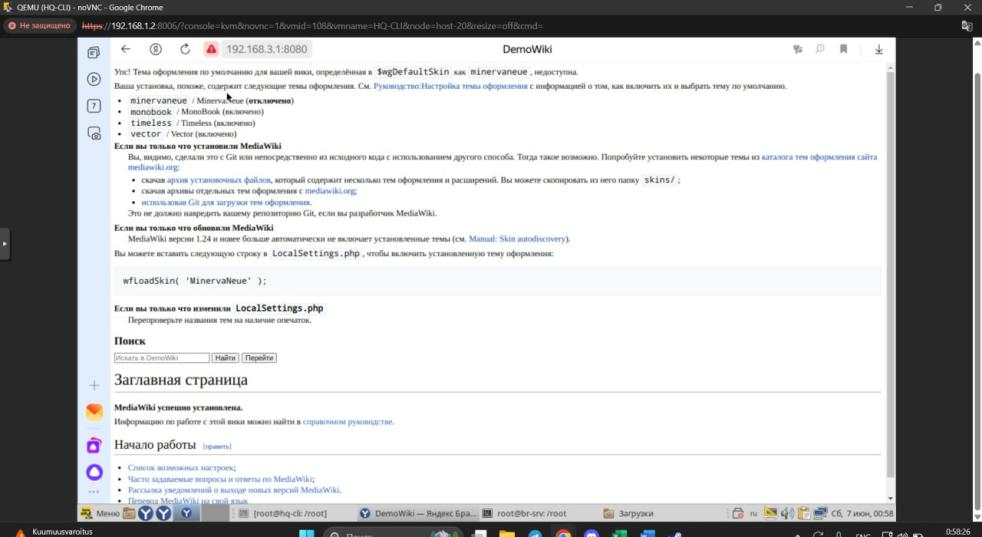 QEMU (HQ-CLI) - noVNC - Google Chrome
Не защищено https://192.168.1.2:8006/?console=kvm&novnc=1&vmid=108&vmname=HQ-CLI&node=host-20&resize=off&cmd=
192.168.3.1:8080 DemoWiki
Упс! Тема оформления по умолчанию для вашей вики, определённая в $wgDefaultSkin как minervaneue, недоступна.
Ваша установка, похоже, содержит следующие темы оформления. См. Руководство:Настройка темы оформления с информацией о том, как включить их и выбрать тему по умолчанию.
• minervaneue / MinervaNeue (отключено)
• monobook / MonoBook (включено)
• timeless / Timeless (включено)
• vector / Vector (включено)
Если вы только что установили MediaWiki
Вы, видимо, сделали это с Git или непосредственно из исходного кода с использованием другого способа. Тогда такое возможно. Попробуйте установить некоторые темы из каталога тем оформления сайта
mediawiki.org:
• скачав архив установочных файлов, который содержит несколько тем оформления и расширений. Вы можете скопировать из него папку skins/;
• скачав архивы отдельных тем оформления с mediawiki.org;
• использовав Git для загрузки тем оформления.
Это не должно навредить вашему репозиторию Git, если вы разработчик MediaWiki.
Если вы только что обновили MediaWiki
MediaWiki версии 1.24 и новее больше автоматически не включает установленные темы (см. Manual: Skin autodiscovery).
Вы можете вставить следующую строку в LocalSettings.php, чтобы включить установленную тему оформления:
wfLoadSkin( 'MinervaNeue' );
Если вы только что изменили LocalSettings.php
Перепроверьте названия тем на наличие опечаток.
Поиск
Искать в DemoWiki Найти Перейти
Заглавная страница
MediaWiki успешно установлена.
Информацию по работе с этой вики можно найти в справочном руководстве.
Начало работы [править]
• Список возможных настроек;
• Часто задаваемые вопросы и ответы по MediaWiki;
• Рассылка уведомлений о выходе новых версий MediaWiki.
• Перевод MediaWiki на свой язык
Меню [root@hq-cli: /root] DemoWiki — Яндекс Бра... root@br-srv: /root Загрузки ru Сб, 7 июн, 00:58
Kuumuusvaroitus Поиск ENG 0:58:26